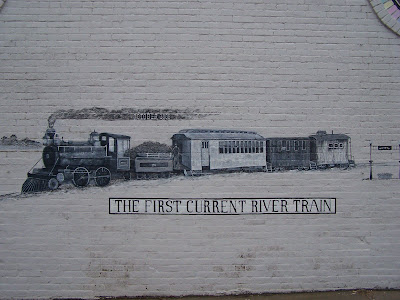 THE FIRST CURRENT RIVER TRAIN